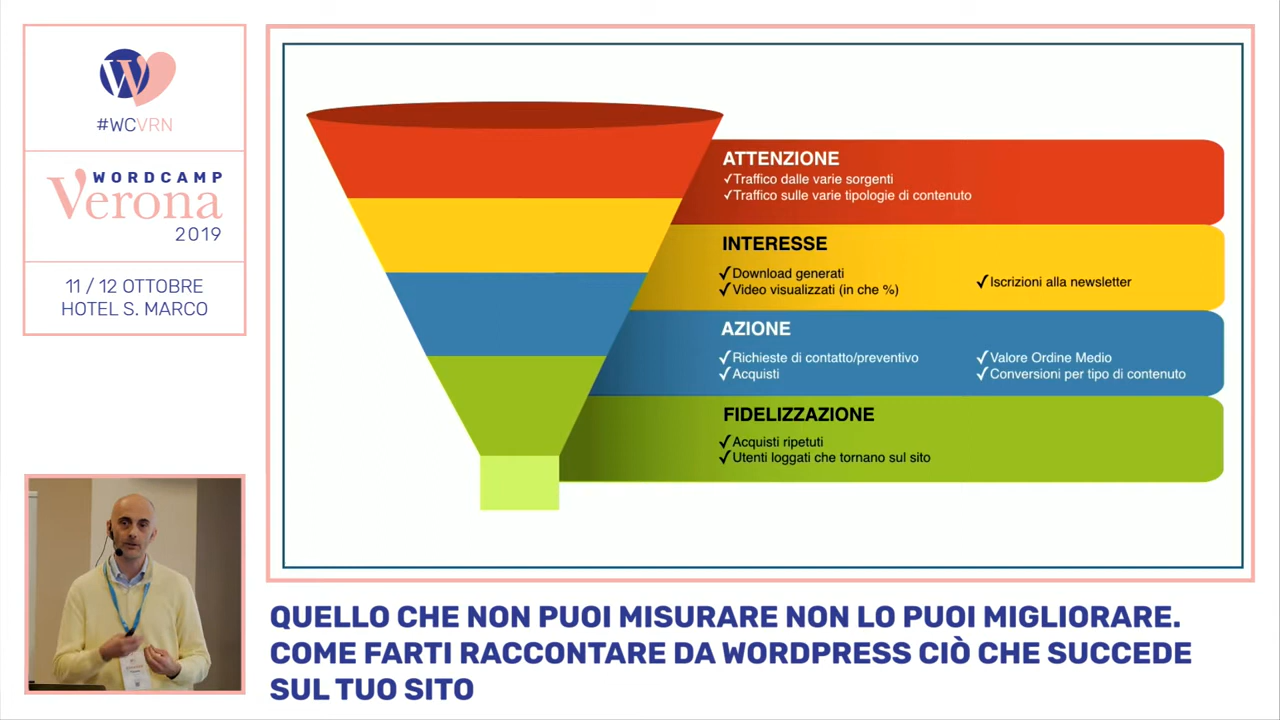 #WCVRN
WORDCAMP
Verona
2019
11 / 12 OTTOBRE
HOTEL S. MARCO
ATTENZIONE
✓Traffico dalle varie sorgenti
✓Traffico sulle varie tipologie di contenuto
INTERESSE
✓Download generati
✓Video visualizzati (in che %)
✓Iscrizioni alla newsletter
AZIONE
✓Richieste di contatto/preventivo
✓Acquisti
✓Valore Ordine Medio
✓Conversioni per tipo di contenuto
FIDELIZZAZIONE
✓Acquisti ripetuti
✓Utenti loggati che tornano sul sito
QUELLO CHE NON PUOI MISURARE NON LO PUOI MIGLIORARE.
COME FARTI RACCONTARE DA WORDPRESS CIÒ CHE SUCCEDE
SUL TUO SITO